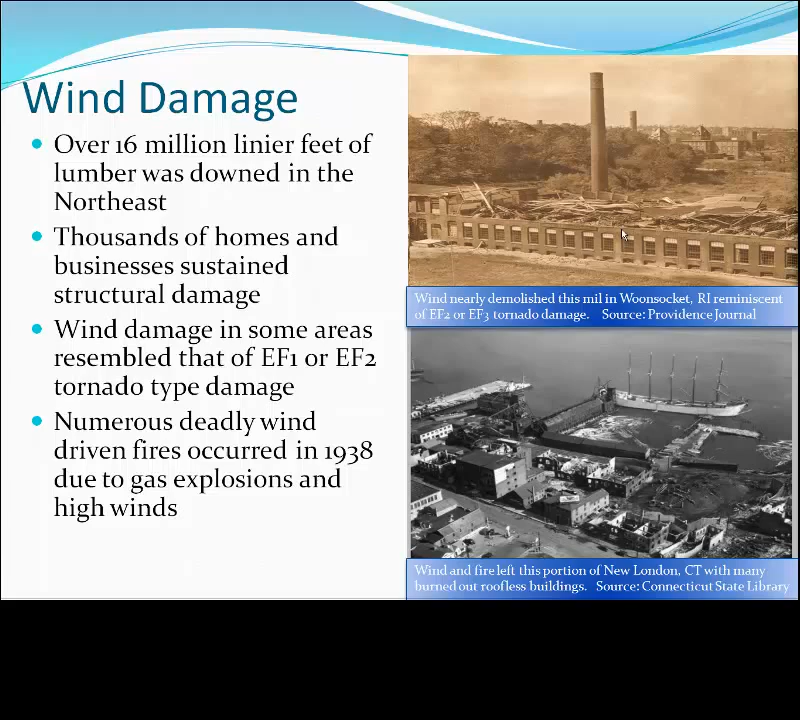 Wind Damage
Over 16 million linier feet of
lumber was downed in the
Northeast
Thousands of homes and
businesses sustained
structural damage
Wind damage in some areas
resembled that of EF1 or EF2
tornado type damage
Numerous deadly wind
driven fires occurred in 1938
due to gas explosions and
high winds
Wind nearly demolished this mil in Woonsocket, RI reminiscent
of EF2 or EF3 tornado damage. Source: Providence Journal
Wind and fire left this portion of New London, CT with many
burned out roofless buildings. Source: Connecticut State Library